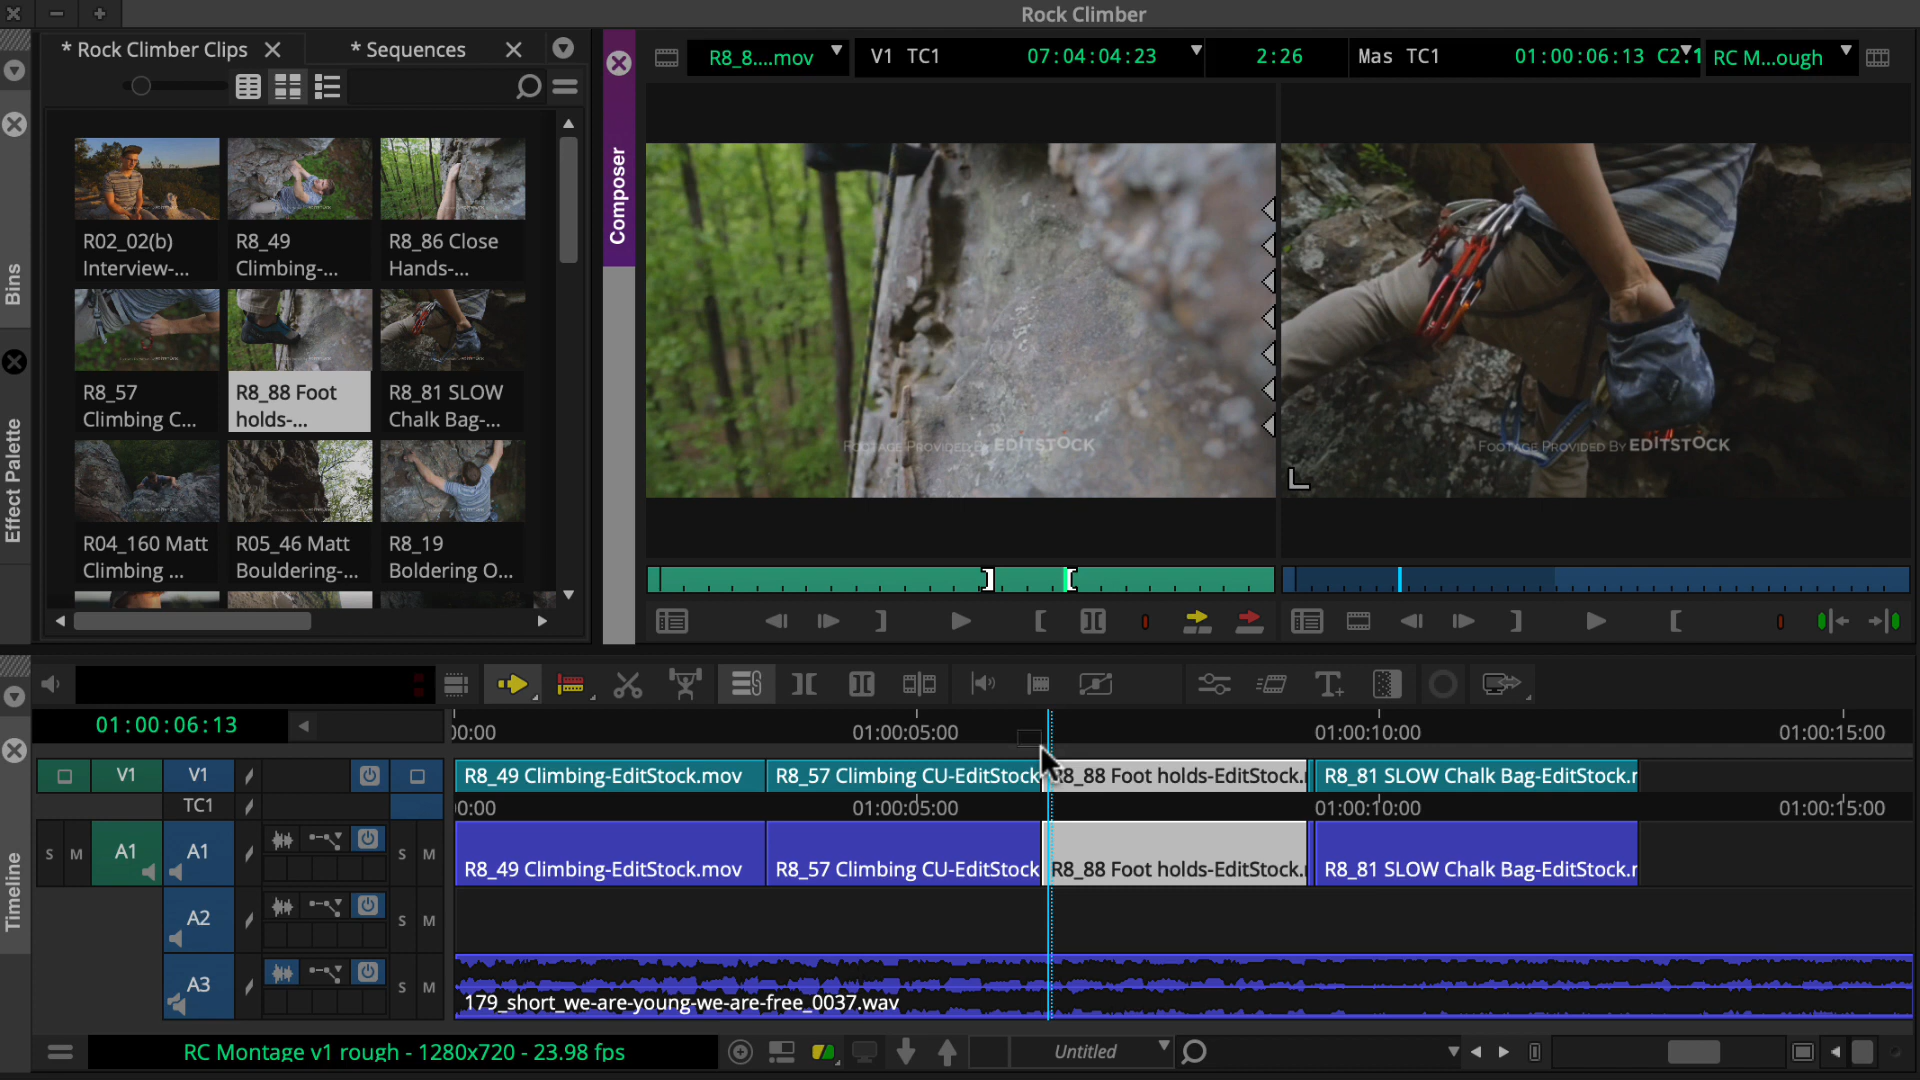 Rock Climber
* Rock Climber Clips
* Sequences
R8_8....mov
V1 TC1
07:04:04:23
2:26
Mas TC1
01:00:06:13
RC M...ough
Bins
Effect Palette
Composer
R02_02(b)
Interview-...
R8_49
Climbing-...
R8_86 Close
Hands-...
R8_57
Climbing C...
R8_88 Foot
holds-...
R8_81 SLOW
Chalk Bag-...
R04_160 Matt
Climbing ...
R05_46 Matt
Bouldering-...
R8_19
Boldering O...
FOOTAGE PROVIDED BY EDITSTOCK
FOOTAGE PROVIDED BY EDITSTOCK
01:00:06:13
00:00
01:00:05:00
01:00:10:00
01:00:15:00
V1
V1
R8_49 Climbing-EditStock.mov
R8_57 Climbing CU-EditStock
R8_88 Foot holds-EditStock.
R8_81 SLOW Chalk Bag-EditStock.
TC1
00:00
01:00:05:00
01:00:10:00
01:00:15:00
S M A1 A1 S M
R8_49 Climbing-EditStock.mov
R8_57 Climbing CU-EditStock
R8_88 Foot holds-EditStock.
R8_81 SLOW Chalk Bag-EditStock.
A2 S M
A3 S M
179_short_we-are-young-we-are-free_0037.wav
Timeline
RC Montage v1 rough - 1280x720 - 23.98 fps
Untitled